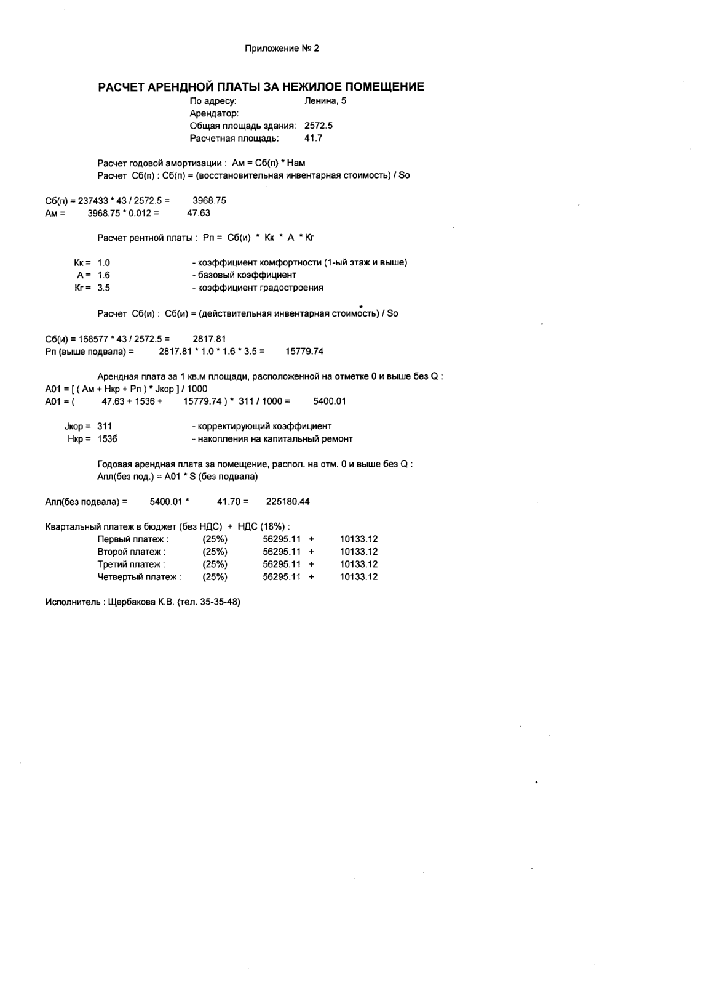 Приложение № 2
РАСЧЕТ АРЕНДНОЙ ПЛАТЫ ЗА НЕЖИЛОЕ ПОМЕЩЕНИЕ
По адресу: Ленина, 5
Арендатор:
Общая площадь здания: 2572.5
Расчетная площадь: 41.7
Расчет годовой амортизации : Ам = Сб(п) * Нам
Расчет Сб(п) : Сб(п) = (восстановительная инвентарная стоимость) / So
Сб(п) = 237433 * 43 / 2572.5 = 3968.75
Ам = 3968.75 * 0.012 = 47.63
Расчет рентной платы : Рп = Сб(и) * Кк * А * Кг
Кк = 1.0 - коэффициент комфортности (1-ый этаж и выше)
А = 1.6 - базовый коэффициент
Кг = 3.5 - коэффициент градостроения
Расчет Сб(и) : Сб(и) = (действительная инвентарная стоимость) / So
Сб(и) = 168577 * 43 / 2572.5 = 2817.81
Рп (выше подвала) = 2817.81 * 1.0 * 1.6 * 3.5 = 15779.74
Арендная плата за 1 кв.м площади, расположенной на отметке 0 и выше без Q :
А01 = [ ( Ам + Нкр + Рп ) * Jкор ] / 1000
А01 = ( 47.63 + 1536 + 15779.74 ) * 311 / 1000 = 5400.01
Jкор = 311 - корректирующий коэффициент
Нкр = 1536 - накопления на капитальный ремонт
Годовая арендная плата за помещение, распол. на отм. 0 и выше без Q :
Апл(без под.) = А01 * S (без подвала)
Апл(без подвала) = 5400.01 * 41.70 = 225180.44
Квартальный платеж в бюджет (без НДС) + НДС (18%) :
Первый платеж : (25%) 56295.11 + 10133.12
Второй платеж : (25%) 56295.11 + 10133.12
Третий платеж : (25%) 56295.11 + 10133.12
Четвертый платеж : (25%) 56295.11 + 10133.12
Исполнитель : Щербакова К.В. (тел. 35-35-48)